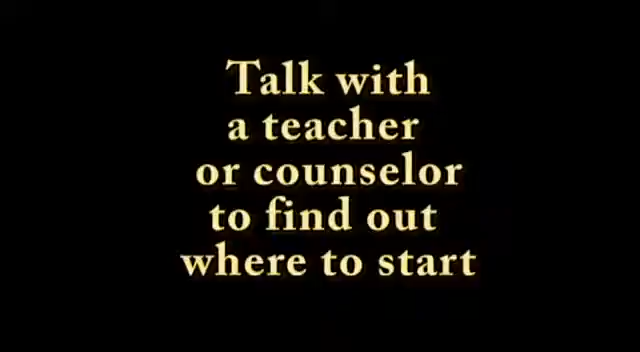 Talk with
a teacher
or counselor
to find out
where to start